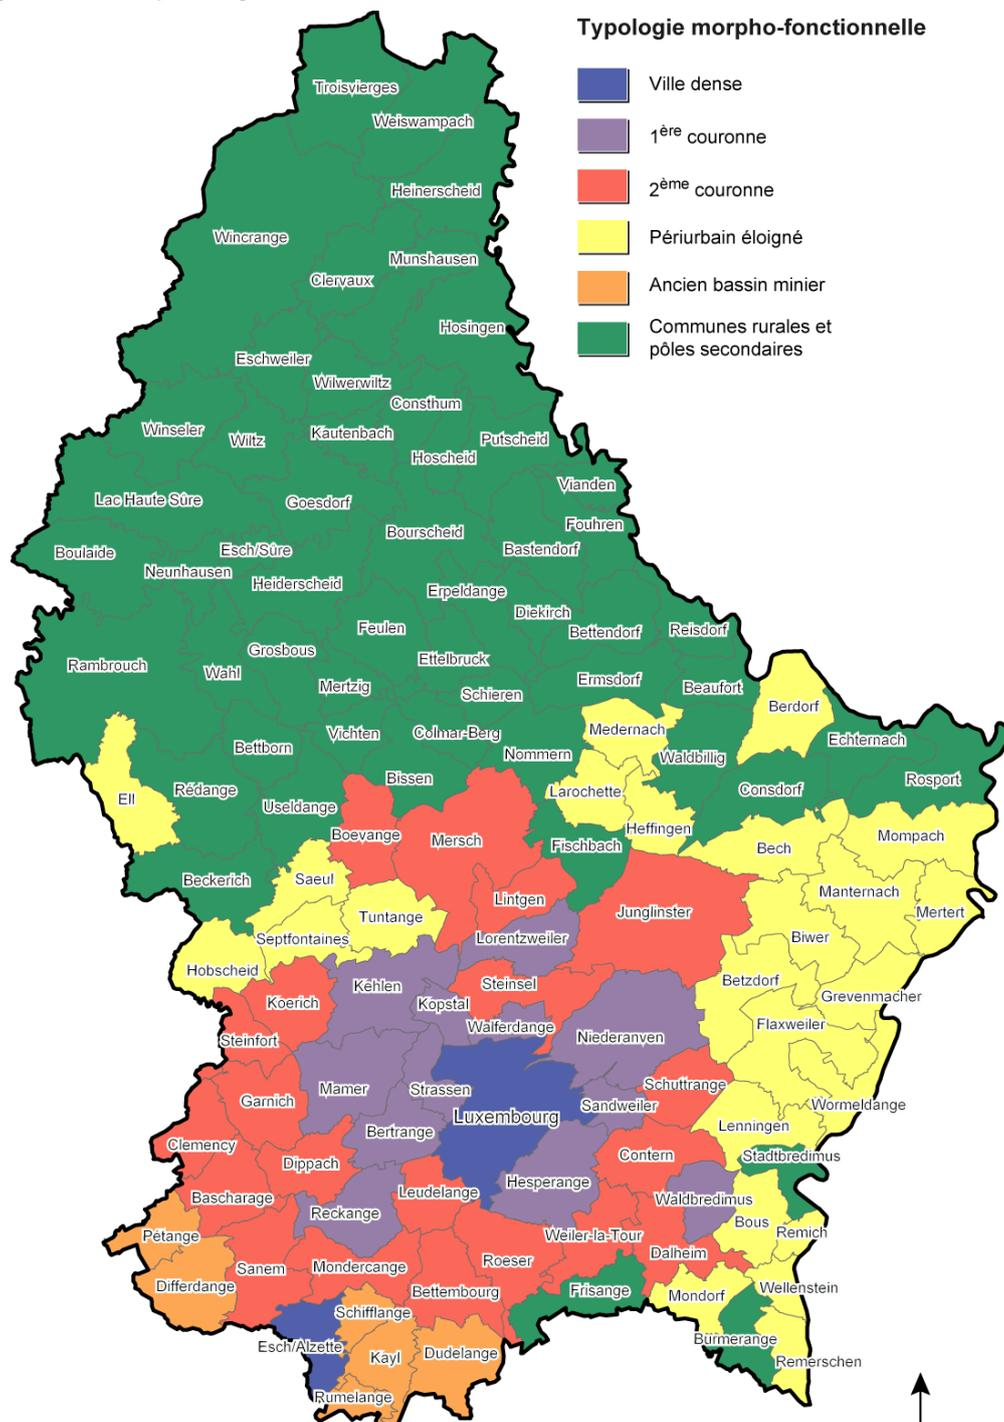 Typologie morpho-fonctionnelle
Ville dense
1ère couronne
2ème couronne
Périurbain éloigné
Ancien bassin minier
Communes rurales et
pôles secondaires
Troisvierges
Weiswampach
Heinerscheid
Wincrange
Munshausen
Clervaux
Hosingen
Eschweiler
Wilwerwiltz
Consthum
Winseler
Wiltz
Kautenbach
Putscheid
Hoscheid
Vianden
Lac Haute Sûre
Goesdorf
Fouhren
Bourscheid
Boulaide
Esch/Sûre
Bastendorf
Neunhausen
Heiderscheid
Erpeldange
Diekirch
Feulen
Bettendorf
Reisdorf
Grosbous
Ettelbruck
Rambrouch
Wahl
Ermsdorf
Mertzig
Schieren
Beaufort
Berdorf
Medernach
Vichten
Colmar-Berg
Echternach
Bettborn
Nommern
Waldbillig
Bissen
Rosport
Rédange
Larochette
Consdorf
Ell
Useldange
Heffingen
Boevange
Mersch
Mompach
Fischbach
Bech
Beckerich
Saeul
Manternach
Lintgen
Junglinster
Mertert
Tuntange
Septfontaines
Lorentzweiler
Biwer
Hobscheid
Betzdorf
Kehlen
Steinsel
Grevenmacher
Koerich
Kopstal
Flaxweiler
Walferdange
Steinfort
Niederanven
Schuttrange
Mamer
Strassen
Garnich
Sandweiler
Wormeldange
Luxembourg
Lenningen
Bertrange
Clemency
Contern
Stadtbredimus
Dippach
Hesperange
Leudelange
Bascharage
Waldbredimus
Reckange
Bous
Remich
Pétange
Weiler-la-Tour
Dalheim
Roeser
Sanem
Mondercange
Differdange
Wellenstein
Bettembourg
Frisange
Mondorf
Schifflange
Burmerange
Esch/Alzette
Dudelange
Kayl
Remerschen
Rumelange